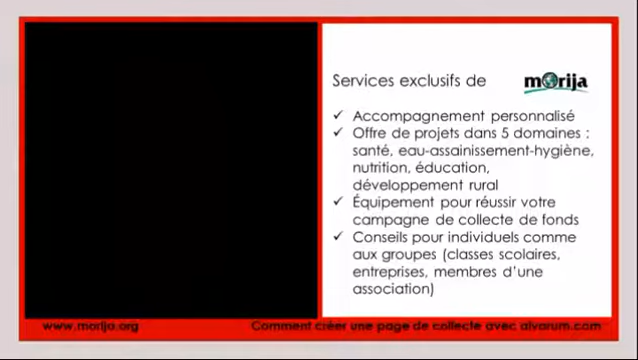 Services exclusifs de morija
✓ Accompagnement personnalisé
✓ Offre de projets dans 5 domaines :
santé, eau-assainissement-hygiène,
nutrition, éducation,
développement rural
✓ Équipement pour réussir votre
campagne de collecte de fonds
✓ Conseils pour individuels comme
aux groupes (classes scolaires,
entreprises, membres d'une
association)
www.morija.org Comment créer une page de collecte avec alvarum.com